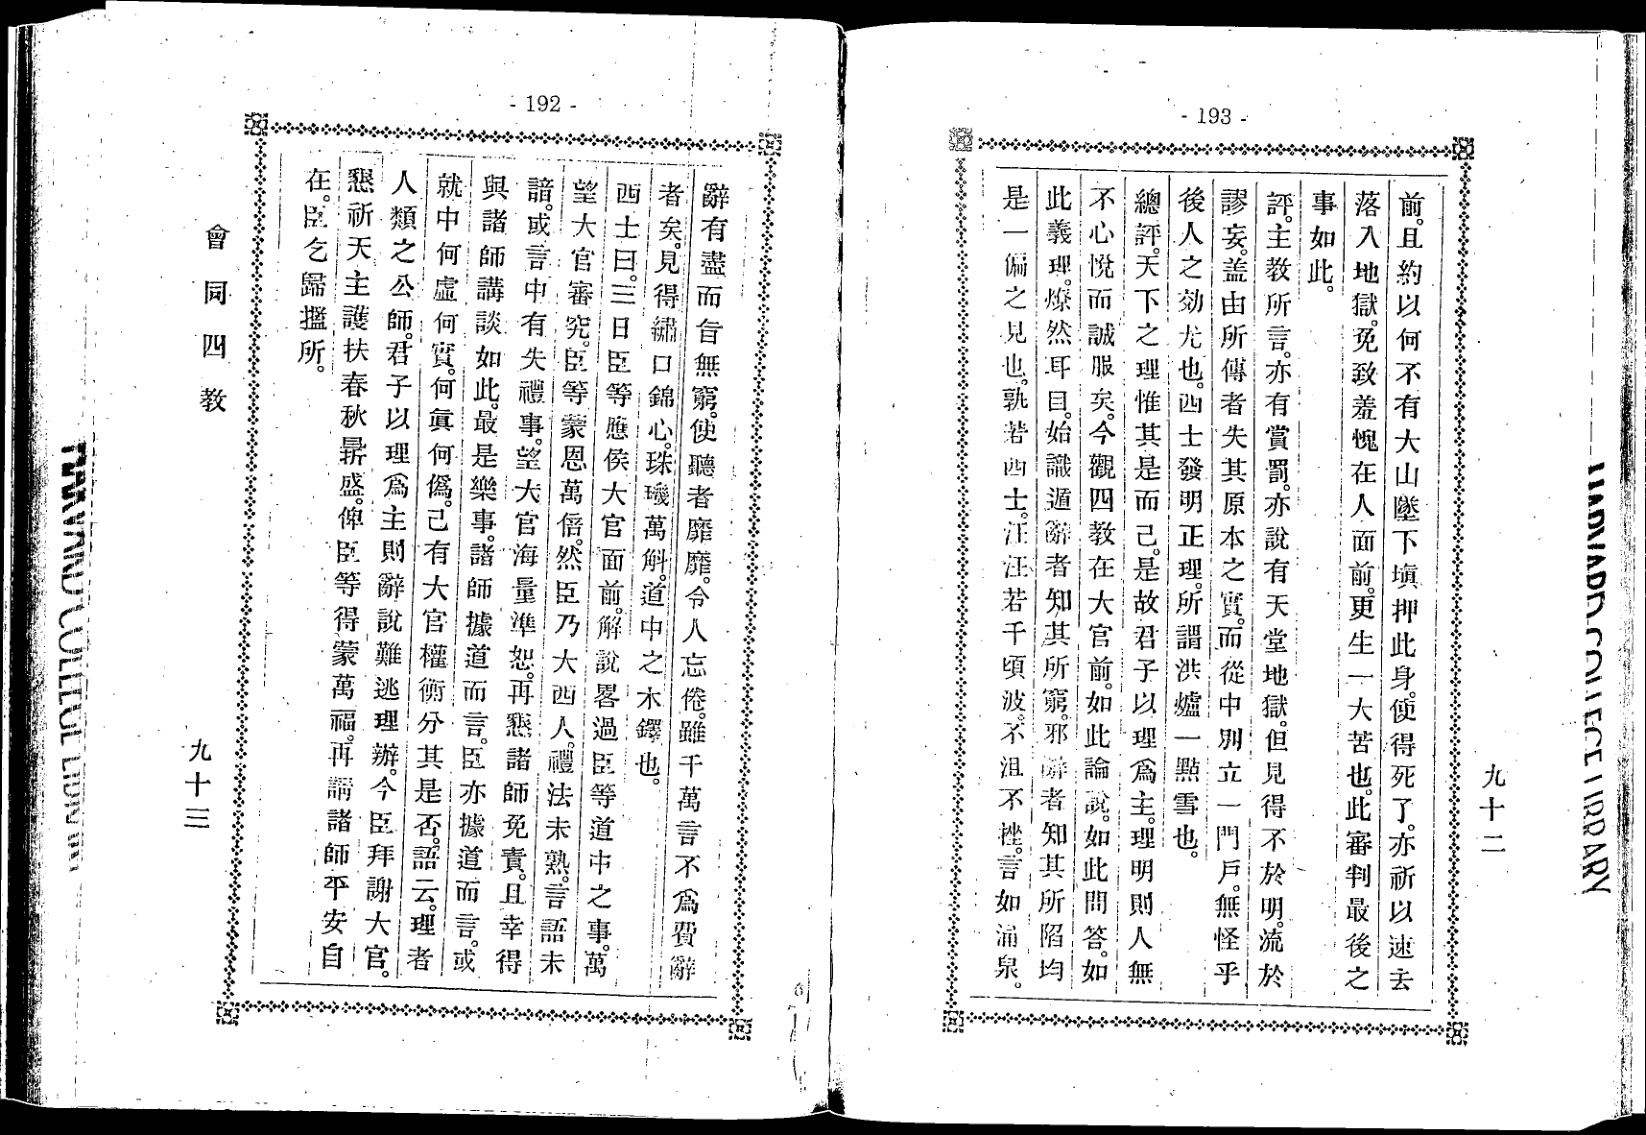 - 193 -
前。且約以何不有大山墜下塡押此身。使得死了。亦祈以速去
落入地獄。免致羞愧在人面前。更生一大苦也。此審判最後之
事如此。
評。主教所言。亦有賞罰。亦說有天堂地獄。但見得不於明。流於
謬妄。盖由所傳者失其原本之實。而從中別立一門戶。無怪乎
後人之効尤也。西士發明正理。所謂洪爐一點雪也。
總評。天下之理惟其是而已。是故君子以理爲主。理明則人無
不心悅而誠服矣。今觀四教在大官前。如此論說。如此問答。如
此義理。燎然耳目。始識遁辭者知其所窮。邪辭者知其所陷均
是一偏之見也。孰若西士。汪汪若千頃波。不沮不挫。言如涌泉。
九十二
- 192 -
辭有盡而旨無窮。使聽者靡靡。令人忘倦。雖千萬言不爲費辭
者矣。見得繡口錦心。珠璣萬斛。道中之木鐸也。
西士曰。三日臣等應侯大官面前。解說畧過臣等道中之事。萬
望大官審究。臣等蒙恩萬倍。然臣乃大西人。禮法未熟。言語未
諳。或言中有失禮事。望大官海量準恕。再懇諸師免責。且幸得
與諸師講談如此。最是樂事。諸師據道而言。臣亦據道而言。或
就中何虛何實。何眞何僞。己有大官權衡分其是否。語云。理者
人類之公師。君子以理爲主則辭說難逃理辦。今臣拜謝大官。
懇祈天主護扶春秋昇盛。俾臣等得蒙萬福。再謂諸師平安自
在。臣乞歸搵所。
會同四教
九十三
HARVARD COLLEGE LIBRARY
HARVARD COLLEGE LIBRARY